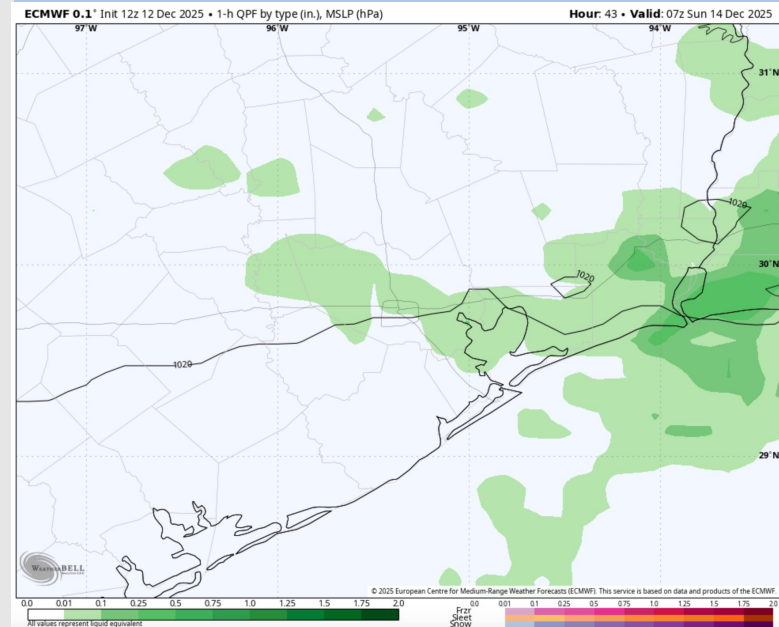 ECMWF 0.1° Init 12z 12 Dec 2025 • 1-h QPF by type (in.), MSLP (hPa)
Hour: 43 • Valid: 07z Sun 14 Dec 2025
97°W 96°W 95°W 94°W
31°N
1020
30°N
1020
1020
29°N
WEATHERBELL
© 2025 European Centre for Medium-Range Weather Forecasts (ECMWF). This service is based on data and products of the ECMWF
0.0 0.01 0.1 0.25 0.5 0.75 1.0 1.25 1.5 1.75 2.0
0.0 0.01 0.1 0.25 0.5 0.75 1.0 1.25 1.5 1.75 2.0
All values represent liquid equivalent
Frzr
Sleet
Snow